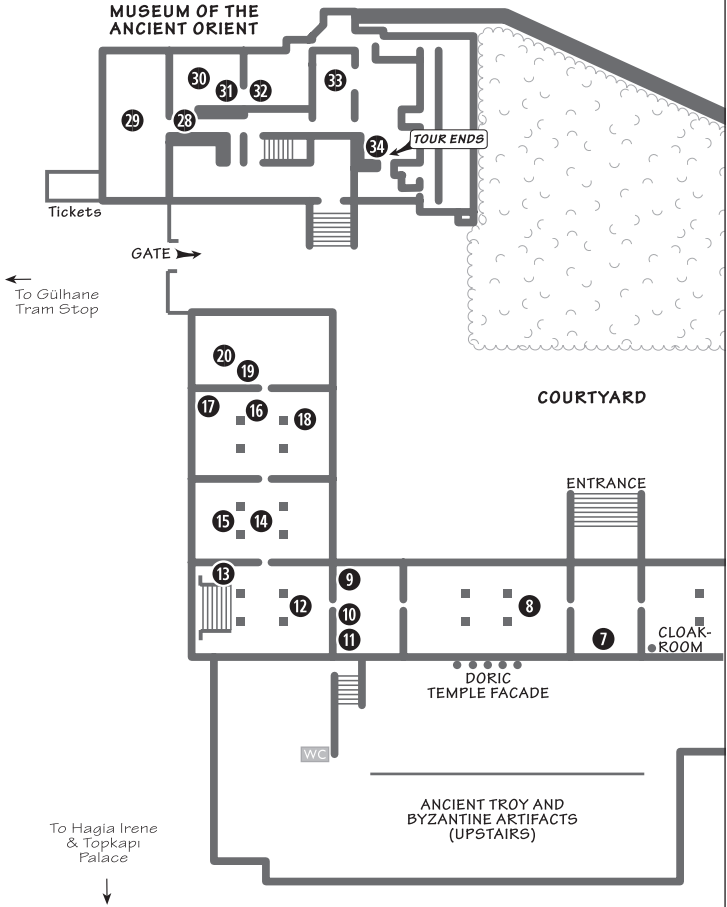 MUSEUM OF THE
ANCIENT ORIENT
30
31
32
33
29
28
34
TOUR ENDS
Tickets
GATE
To Gülhane
Tram Stop
20
19
17
16
18
COURTYARD
ENTRANCE
15
14
13
9
12
10
8
11
7
CLOAK-
ROOM
DORIC
TEMPLE FACADE
WC
ANCIENT TROY AND
BYZANTINE ARTIFACTS
(UPSTAIRS)
To Hagia Irene
& Topkapı
Palace